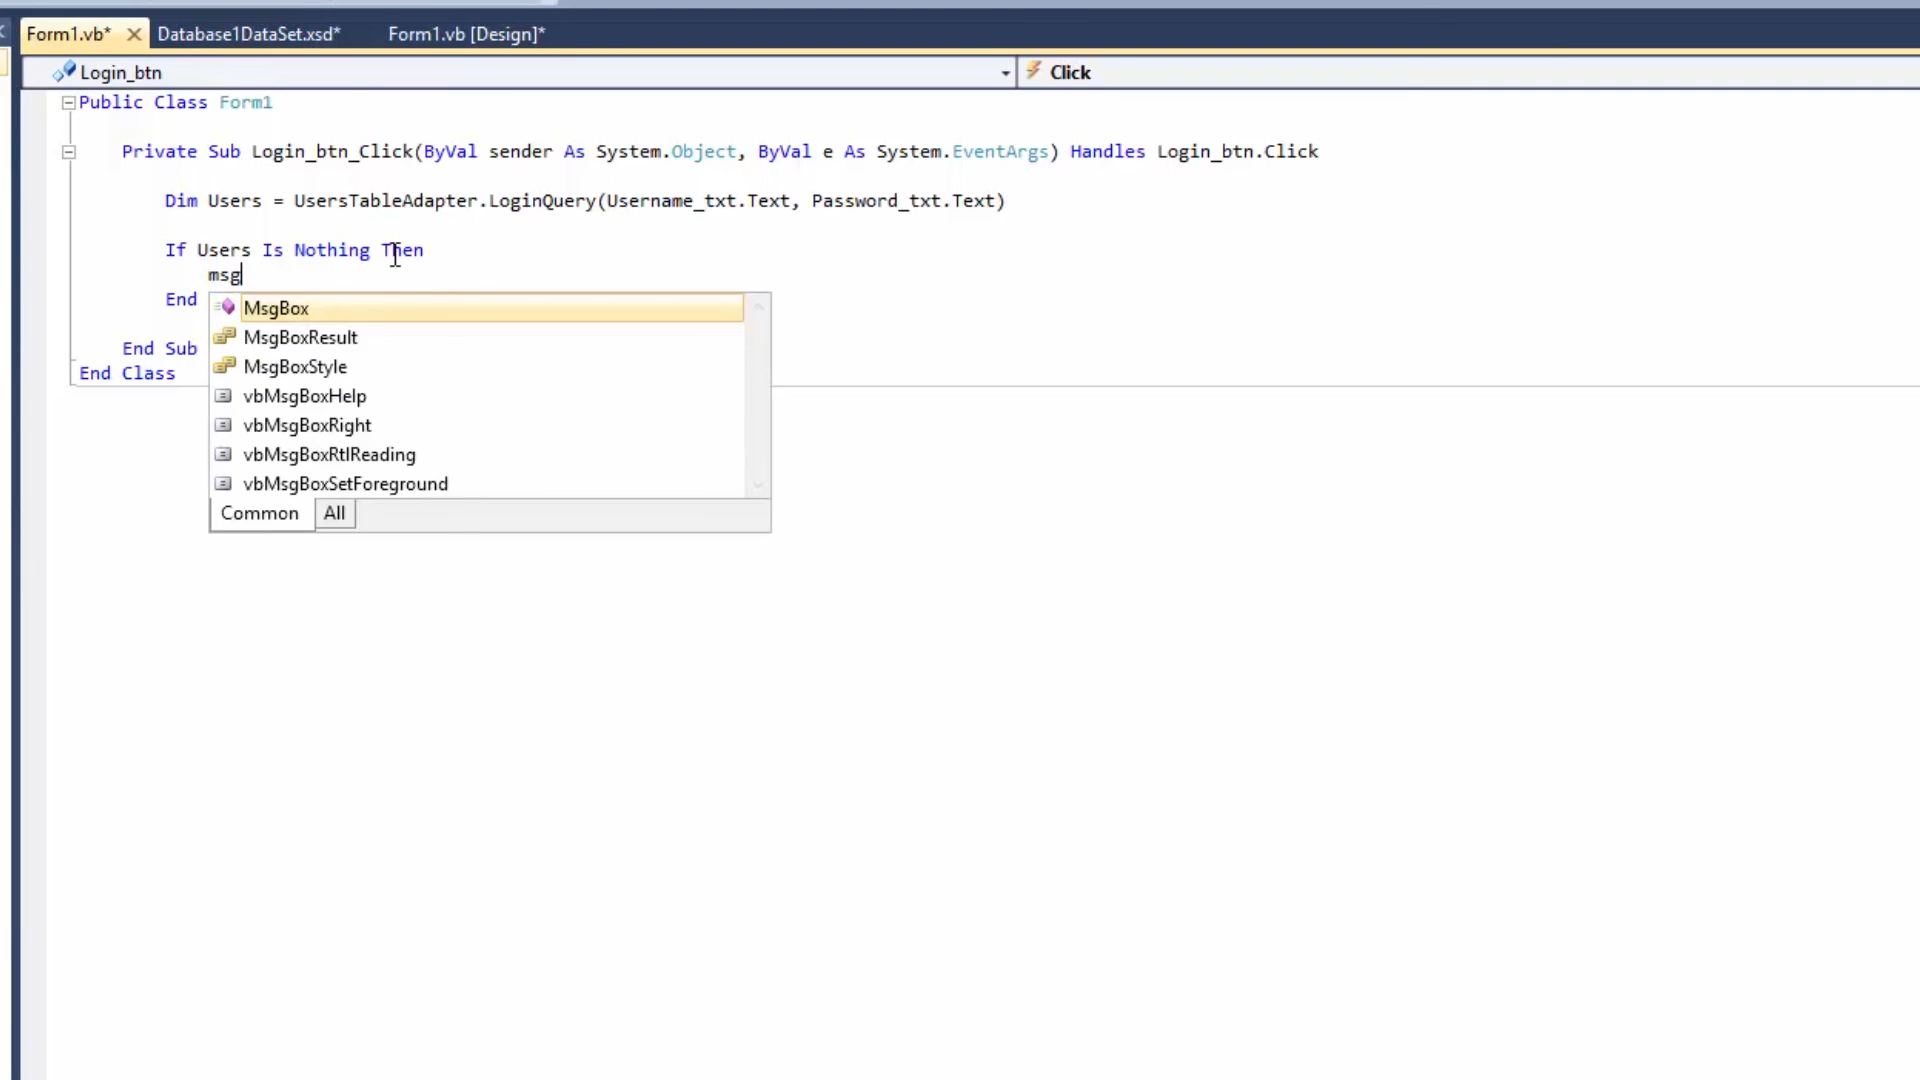 Form1.vb* Database1DataSet.xsd* Form1.vb [Design]*
Login_btn Click
Public Class Form1
Private Sub Login_btn_Click(ByVal sender As System.Object, ByVal e As System.EventArgs) Handles Login_btn.Click
Dim Users = UsersTableAdapter.LoginQuery(Username_txt.Text, Password_txt.Text)
If Users Is Nothing Then
msg
End
MsgBox
MsgBoxResult
MsgBoxStyle
End Sub
End Class
vbMsgBoxHelp
vbMsgBoxRight
vbMsgBoxRtlReading
vbMsgBoxSetForeground
Common All